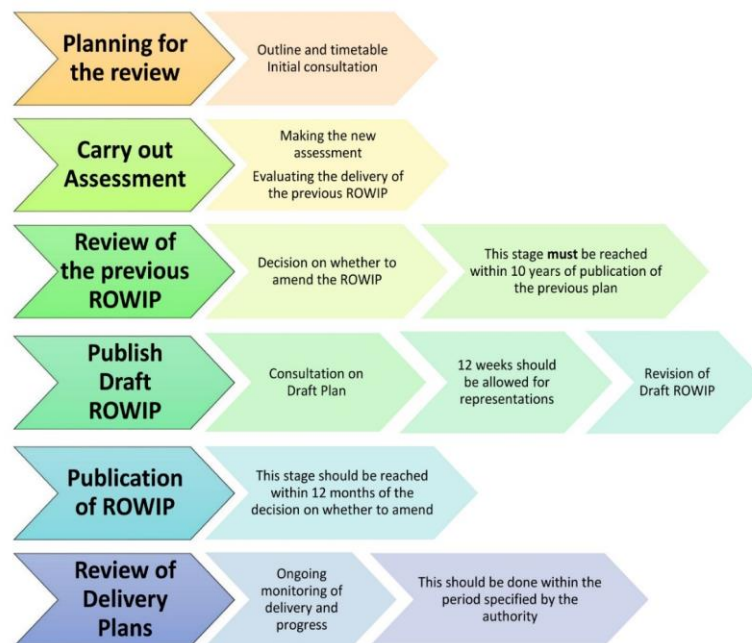 Planning for
the review
Outline and timetable
Initial consultation
Carry out
Assessment
Making the new
assessment
Evaluating the delivery of
the previous ROWIP
Review of
the previous
ROWIP
Decision on whether to
amend the ROWIP
This stage must be reached
within 10 years of publication of
the previous plan
Publish
Draft
ROWIP
Consultation on
Draft Plan
12 weeks should
be allowed for
representations
Revision of
Draft ROWIP
Publication
of ROWIP
This stage should be reached
within 12 months of the
decision on whether to amend
Review of
Delivery
Plans
Ongoing
monitoring of
delivery and
progress
This should be done within the
period specified by the
authority